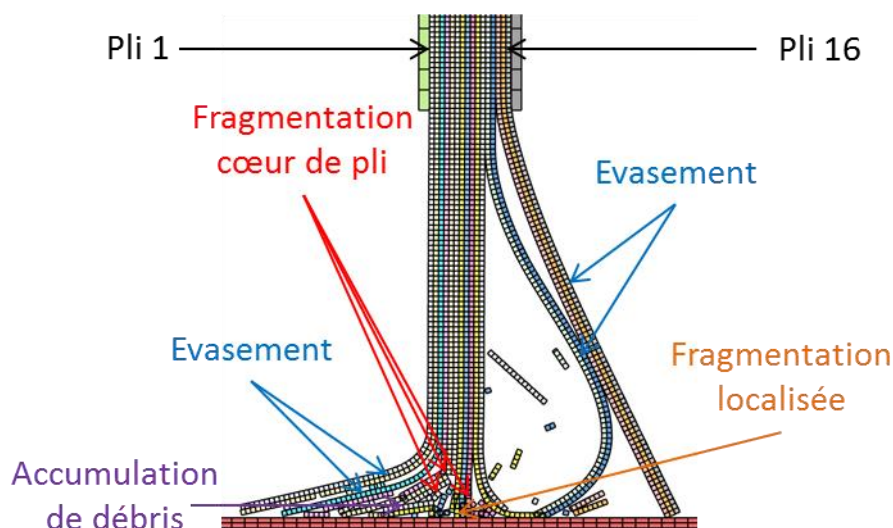 Pli 1
Pli 16
Fragmentation
cœur de pli
Evasement
Evasement
Fragmentation
localisée
Accumulation
de débris